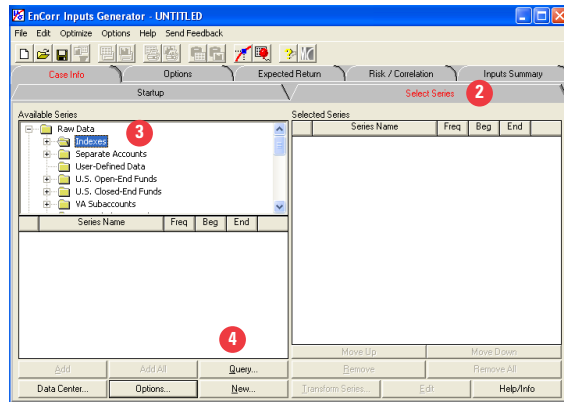 EnCorr Inputs Generator - UNTITLED
File Edit Optimize Options Help Send Feedback
Case Info Options Expected Return Risk / Correlation Inputs Summary
Startup Select Series 2
Available Series Selected Series
Raw Data 3
Indexes
Separate Accounts
User-Defined Data
U.S. Open-End Funds
U.S. Closed-End Funds
VA Subaccounts
Series Name Freq Beg End
Series Name Freq Beg End
4
Move Up Move Down
Add Add All Query... Remove Remove All
Data Center... Options... New... Transform Series... Edit Help/Info